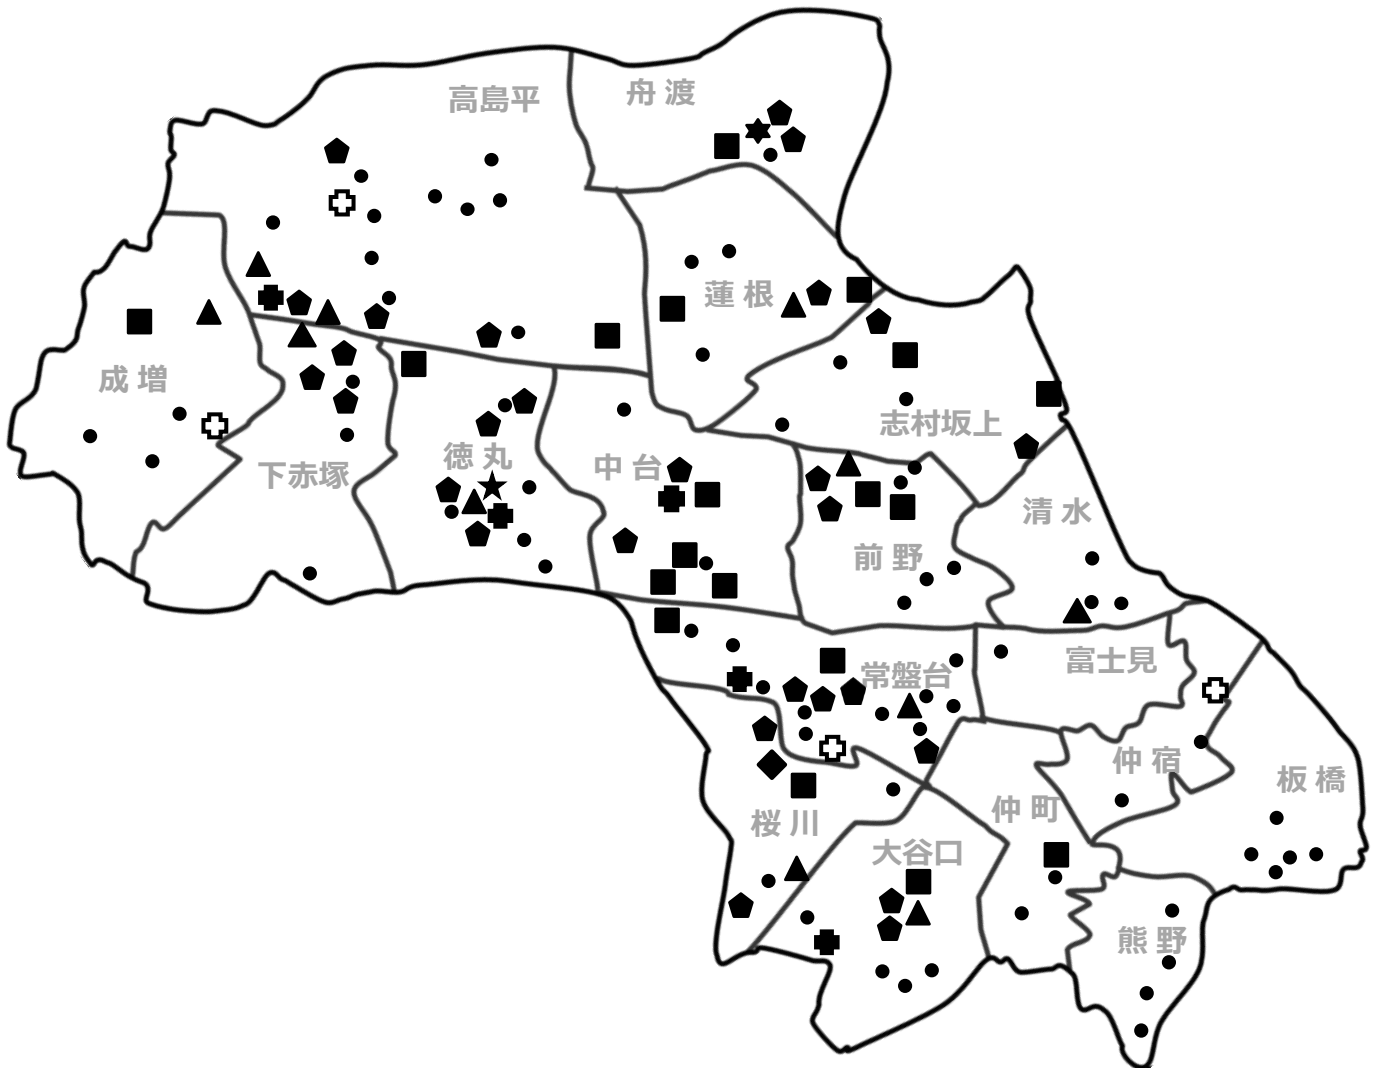 高島平
舟渡
蓮根
成増
志村坂上
下赤塚
徳丸
中台
清水
前野
常盤台
富士見
仲宿
板橋
仲町
桜川
大谷口
熊野